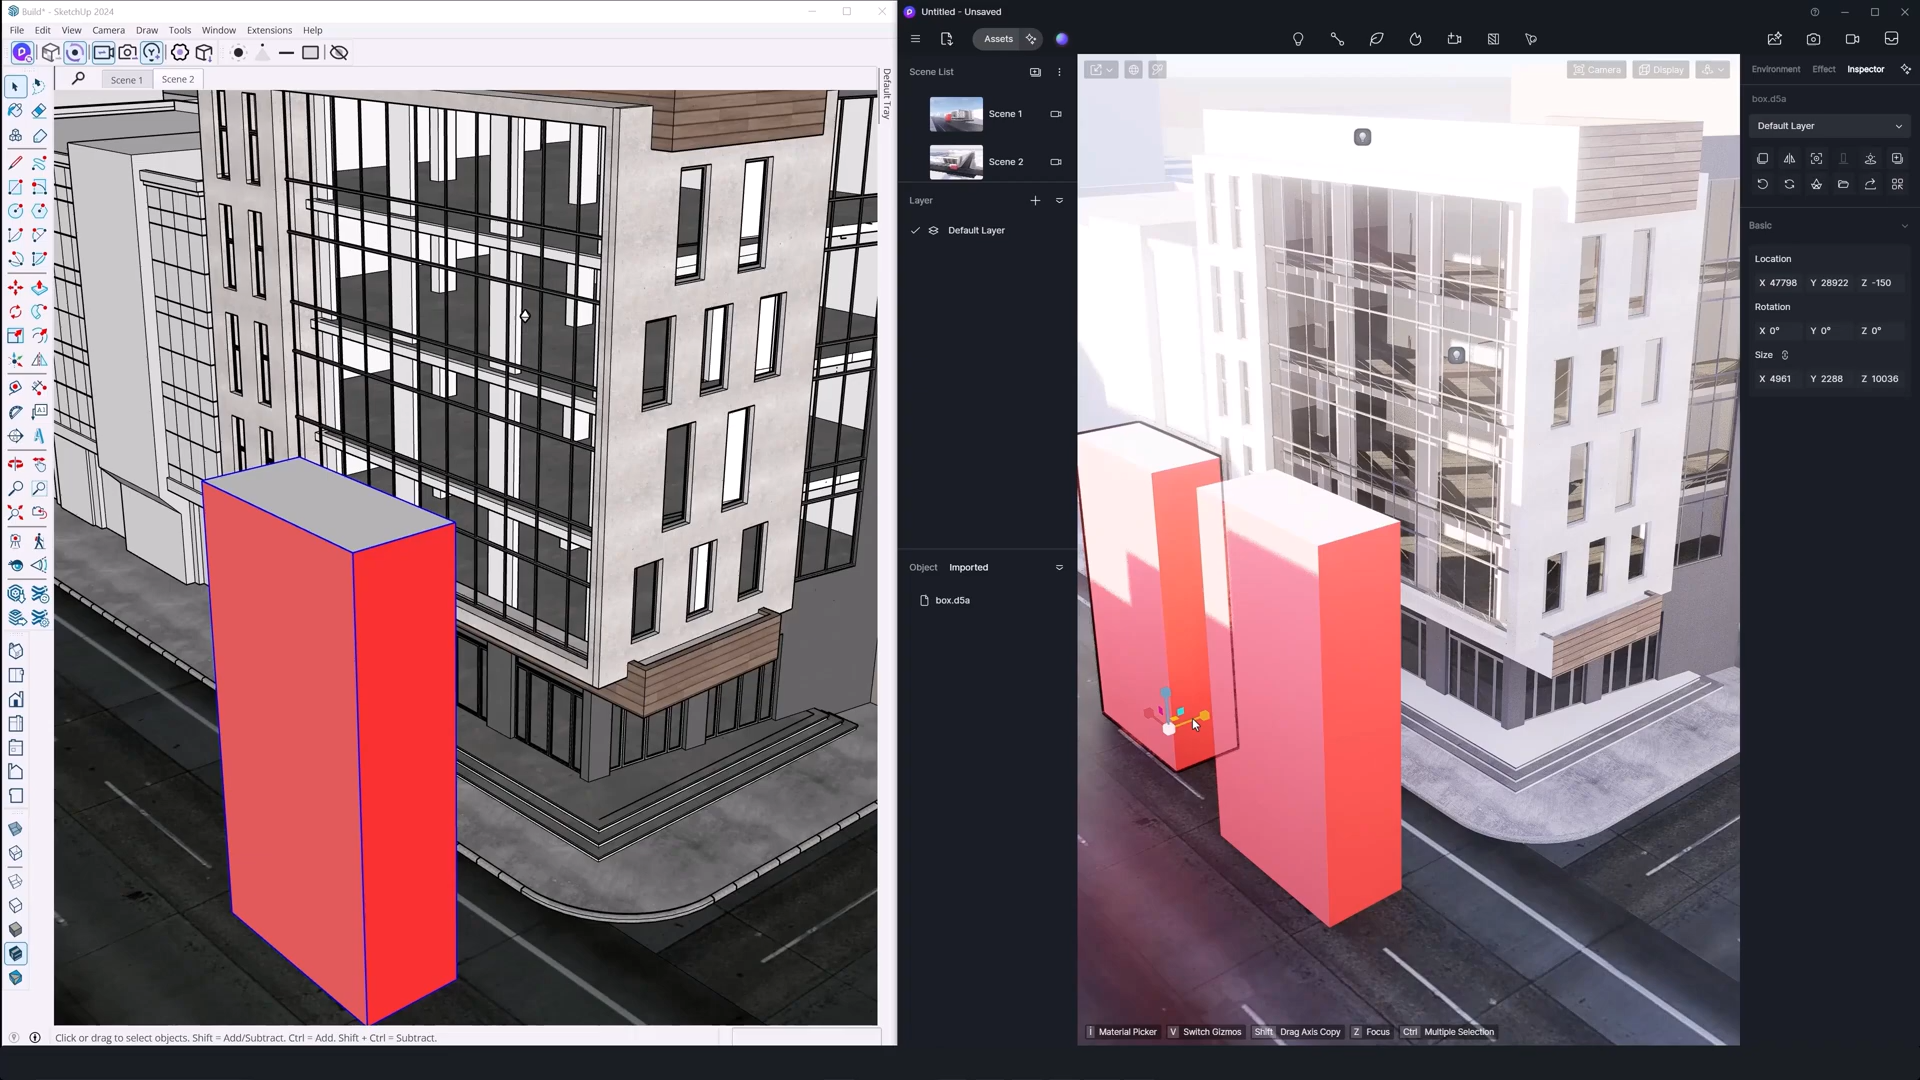 Build* - SketchUp 2024
File Edit View Camera Draw Tools Window Extensions Help
Scene 1 Scene 2
Default Tray
Click or drag to select objects. Shift = Add/Subtract. Ctrl = Add. Shift + Ctrl = Subtract.
Untitled - Unsaved
Assets
Scene List
Scene 1
Scene 2
Layer
Default Layer
Object Imported
box.d5a
Camera Display
i Material Picker V Switch Gizmos Shift Drag Axis Copy Z Focus Ctrl Multiple Selection
Environment Effect Inspector
box.d5a
Default Layer
Basic
Location
X 47798 Y 28922 Z -150
Rotation
X 0° Y 0° Z 0°
Size
X 4961 Y 2288 Z 10036